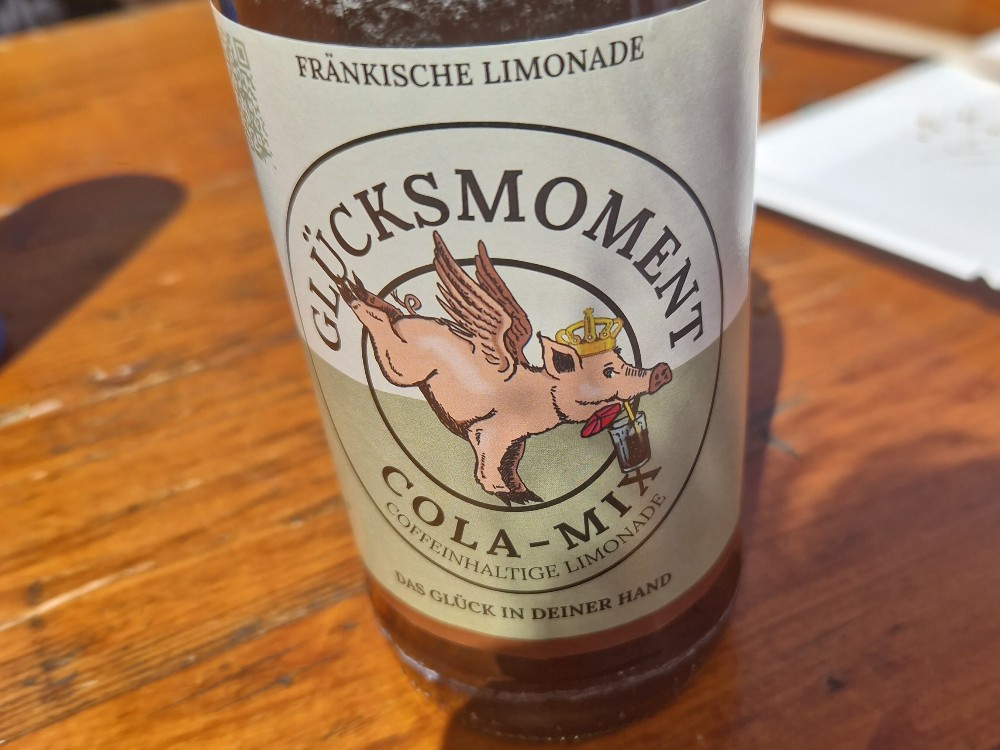 FRÄNKISCHE LIMONADE
GLÜCKSMOMENT
COLA-MIX
COFFEINHALTIGE LIMONADE
DAS GLÜCK IN DEINER HAND